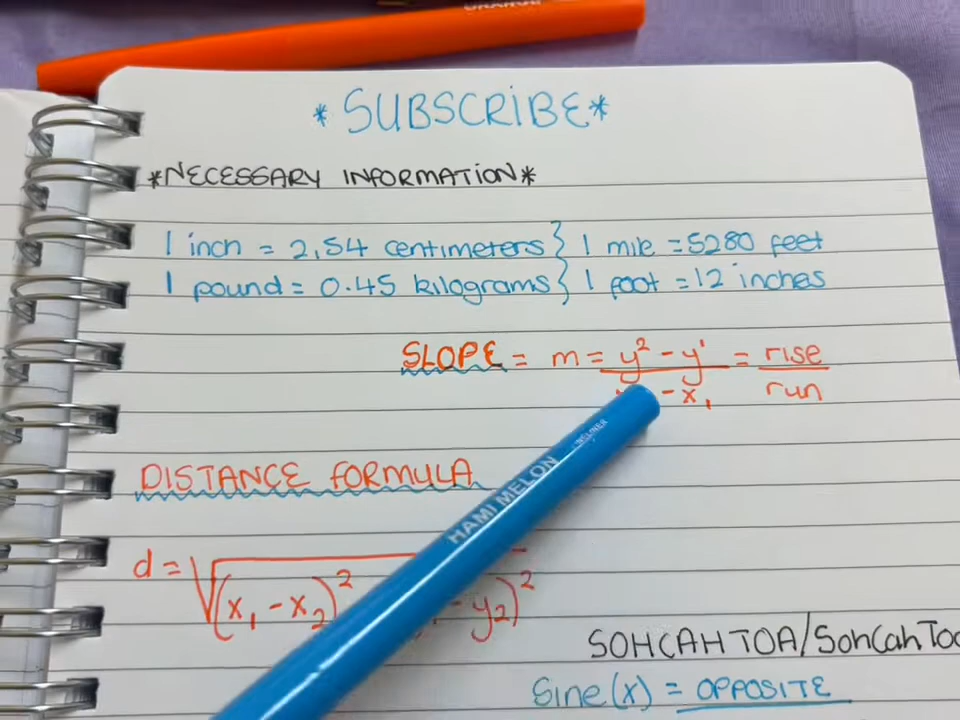 *SUBSCRIBE*
*NECESSARY INFORMATION*
1 inch = 2.54 centimeters } 1 mile = 5280 feet
1 pound = 0.45 kilograms } 1 foot = 12 inches
SLOPE = m = y² - y¹ = rise
- x₁ run
DISTANCE FORMULA
HAMI MELON INSLINER
d = √(x₁ - x₂)² - y₂)²
SOHCAHTOA/SohCahToa
Sine(x) = OPPOSITE